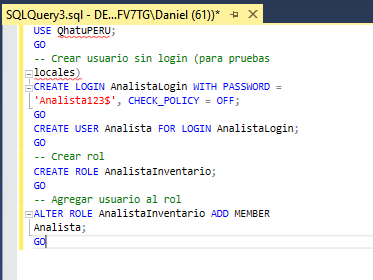 SQLQuery3.sql - DE...FV7TG\Daniel (61))*
USE QhatuPERU;
GO
-- Crear usuario sin login (para pruebas
locales)
CREATE LOGIN AnalistaLogin WITH PASSWORD =
'Analista123$', CHECK_POLICY = OFF;
GO
CREATE USER Analista FOR LOGIN AnalistaLogin;
GO
-- Crear rol
CREATE ROLE AnalistaInventario;
GO
-- Agregar usuario al rol
ALTER ROLE AnalistaInventario ADD MEMBER
Analista;
GO